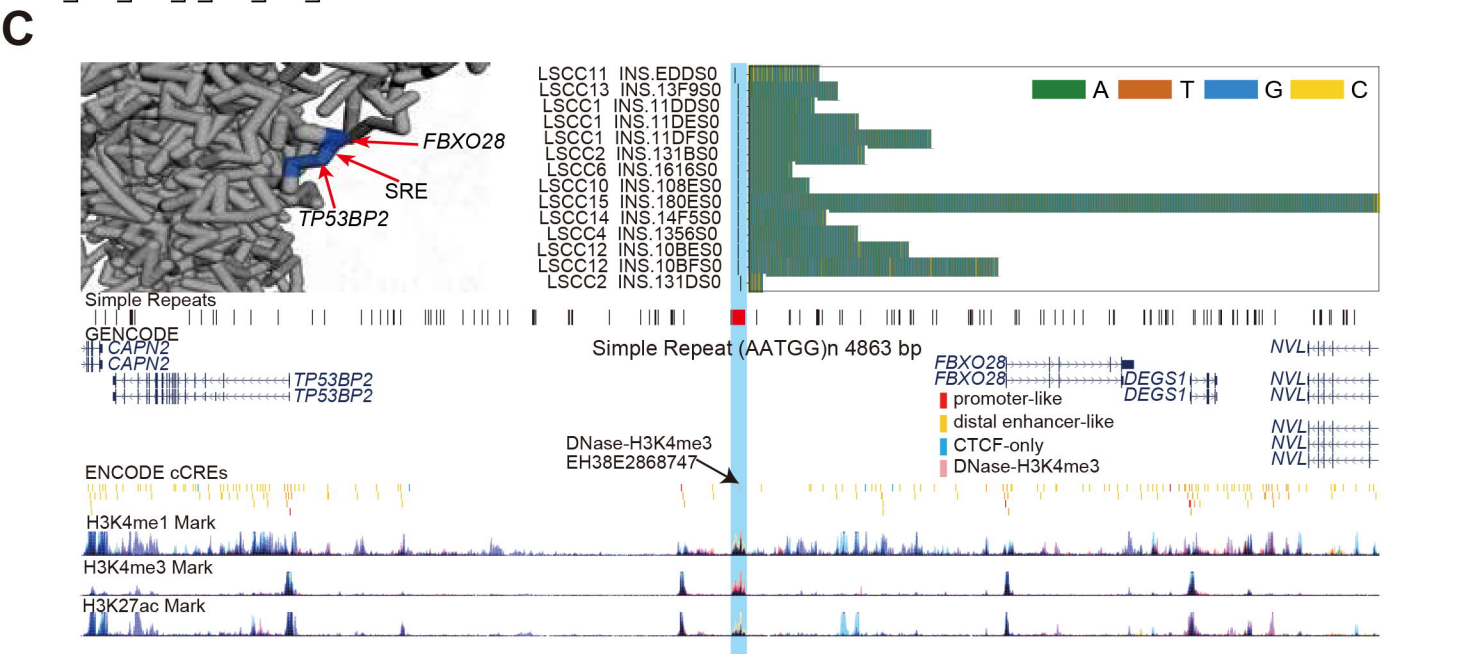 C
FBXO28
SRE
TP53BP2
LSCC11 INS.EDDS0
LSCC13 INS.13F9S0
LSCC1 INS.11DDS0
LSCC1 INS.11DES0
LSCC1 INS.11DFS0
LSCC2 INS.131BS0
LSCC6 INS.1616S0
LSCC10 INS.108ES0
LSCC15 INS.180ES0
LSCC14 INS.14F5S0
LSCC4 INS.1356S0
LSCC12 INS.10BES0
LSCC12 INS.10BFS0
LSCC2 INS.131DS0
A T G C
Simple Repeats
GENCODE
CAPN2
CAPN2
TP53BP2
TP53BP2
Simple Repeat (AATGG)n 4863 bp
FBXO28
FBXO28
DEGS1
DEGS1
NVL
NVL
NVL
NVL
NVL
NVL
promoter-like
distal enhancer-like
CTCF-only
DNase-H3K4me3
DNase-H3K4me3
EH38E2868747
ENCODE cCREs
H3K4me1 Mark
H3K4me3 Mark
H3K27ac Mark